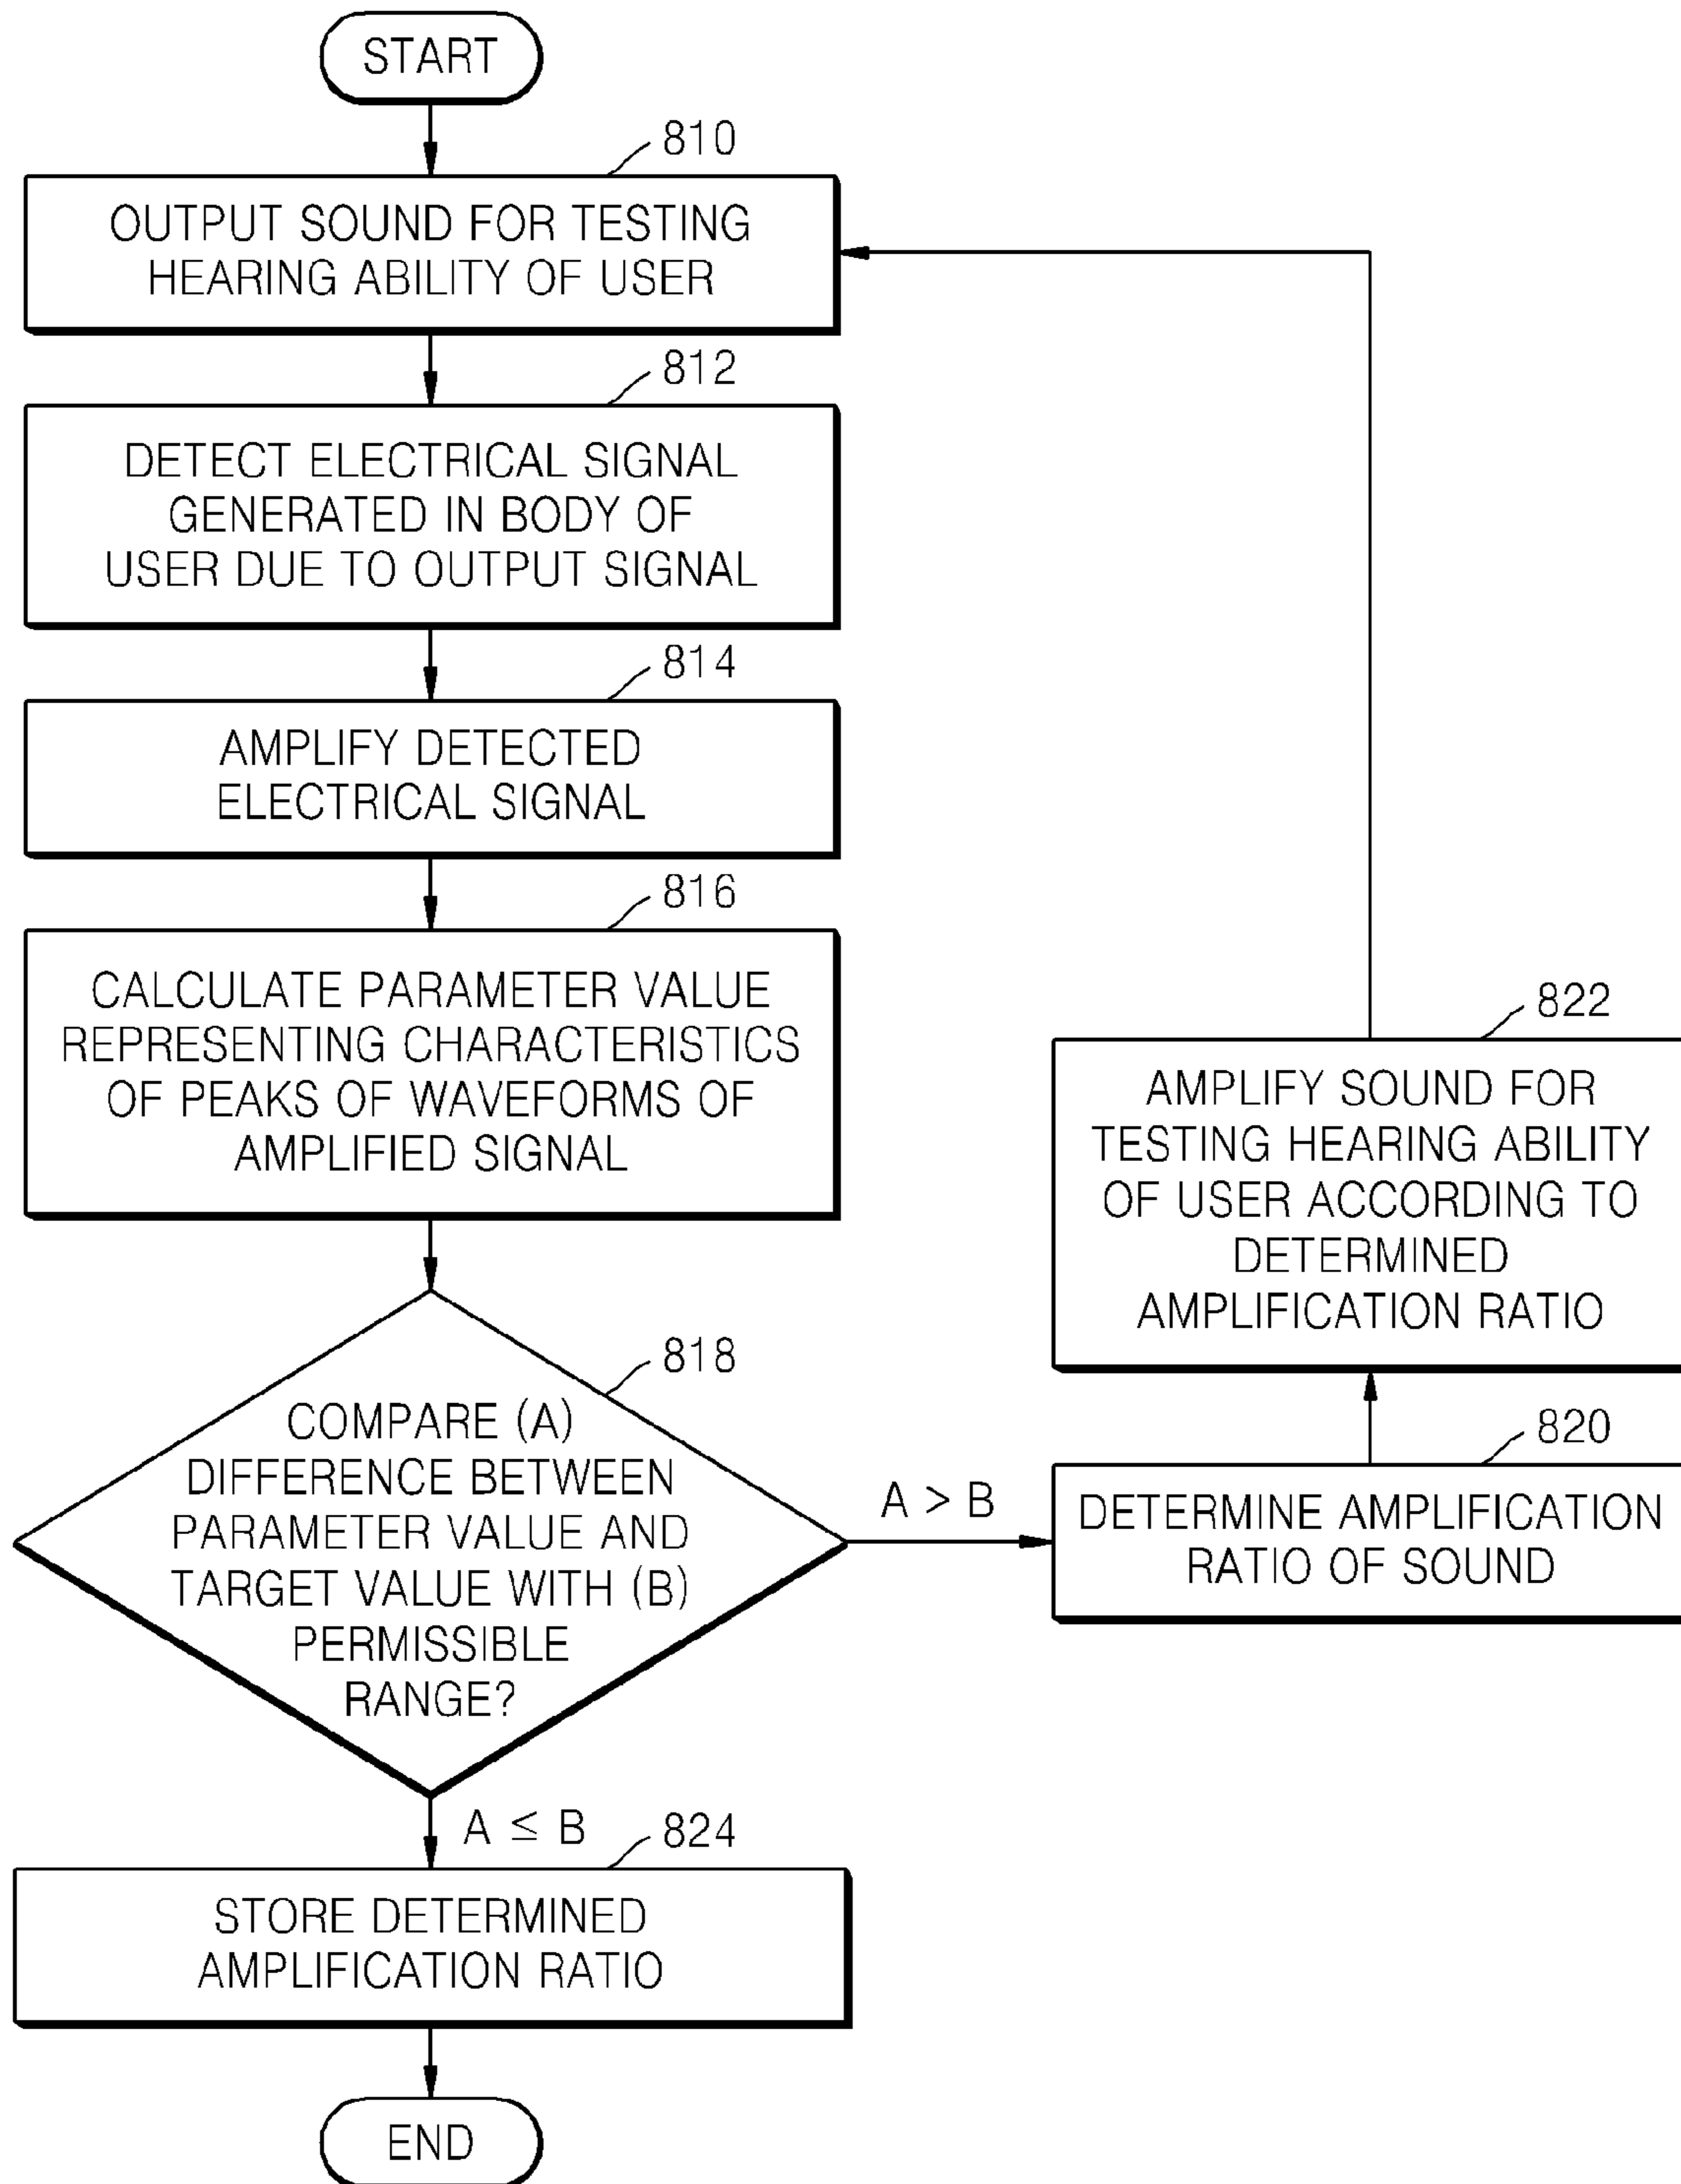 START
810
OUTPUT SOUND FOR TESTING
HEARING ABILITY OF USER
812
DETECT ELECTRICAL SIGNAL
GENERATED IN BODY OF
USER DUE TO OUTPUT SIGNAL
814
AMPLIFY DETECTED
ELECTRICAL SIGNAL
816
CALCULATE PARAMETER VALUE
REPRESENTING CHARACTERISTICS
OF PEAKS OF WAVEFORMS OF
AMPLIFIED SIGNAL
818
COMPARE (A)
DIFFERENCE BETWEEN
PARAMETER VALUE AND
TARGET VALUE WITH (B)
PERMISSIBLE
RANGE?
A > B
820
DETERMINE AMPLIFICATION
RATIO OF SOUND
822
AMPLIFY SOUND FOR
TESTING HEARING ABILITY
OF USER ACCORDING TO
DETERMINED
AMPLIFICATION RATIO
A ≤ B
824
STORE DETERMINED
AMPLIFICATION RATIO
END